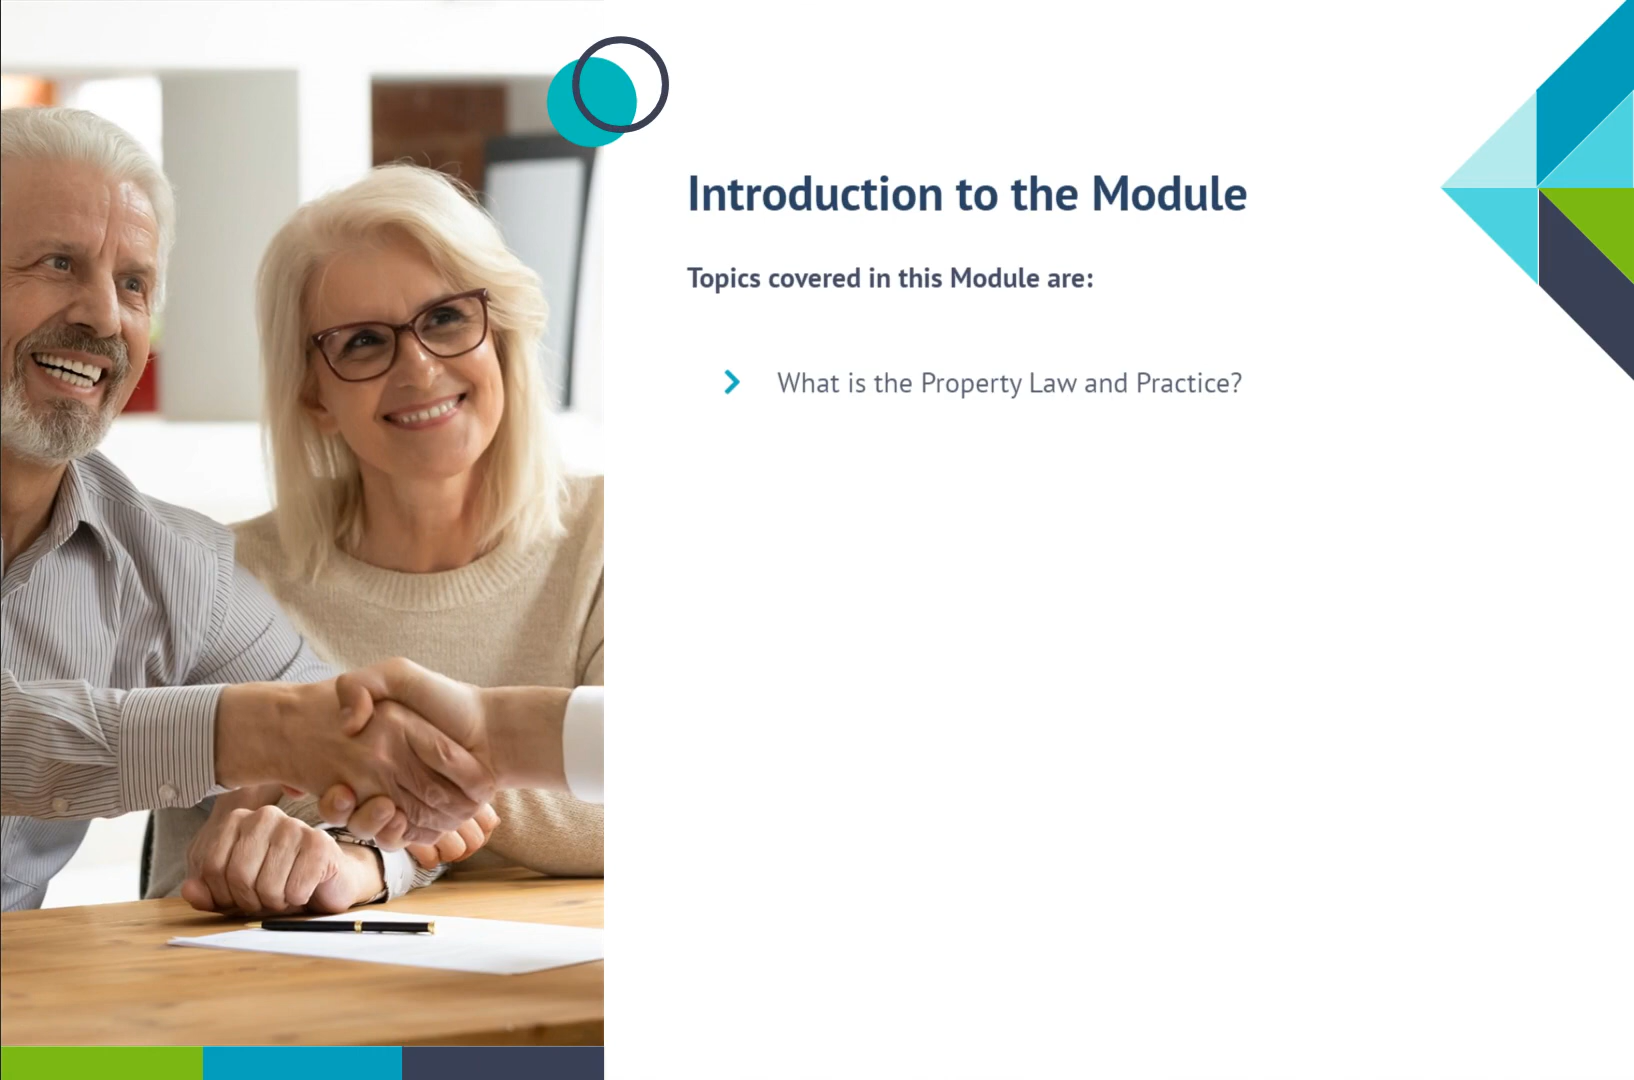 Introduction to the Module
Topics covered in this Module are:
What is the Property Law and Practice?